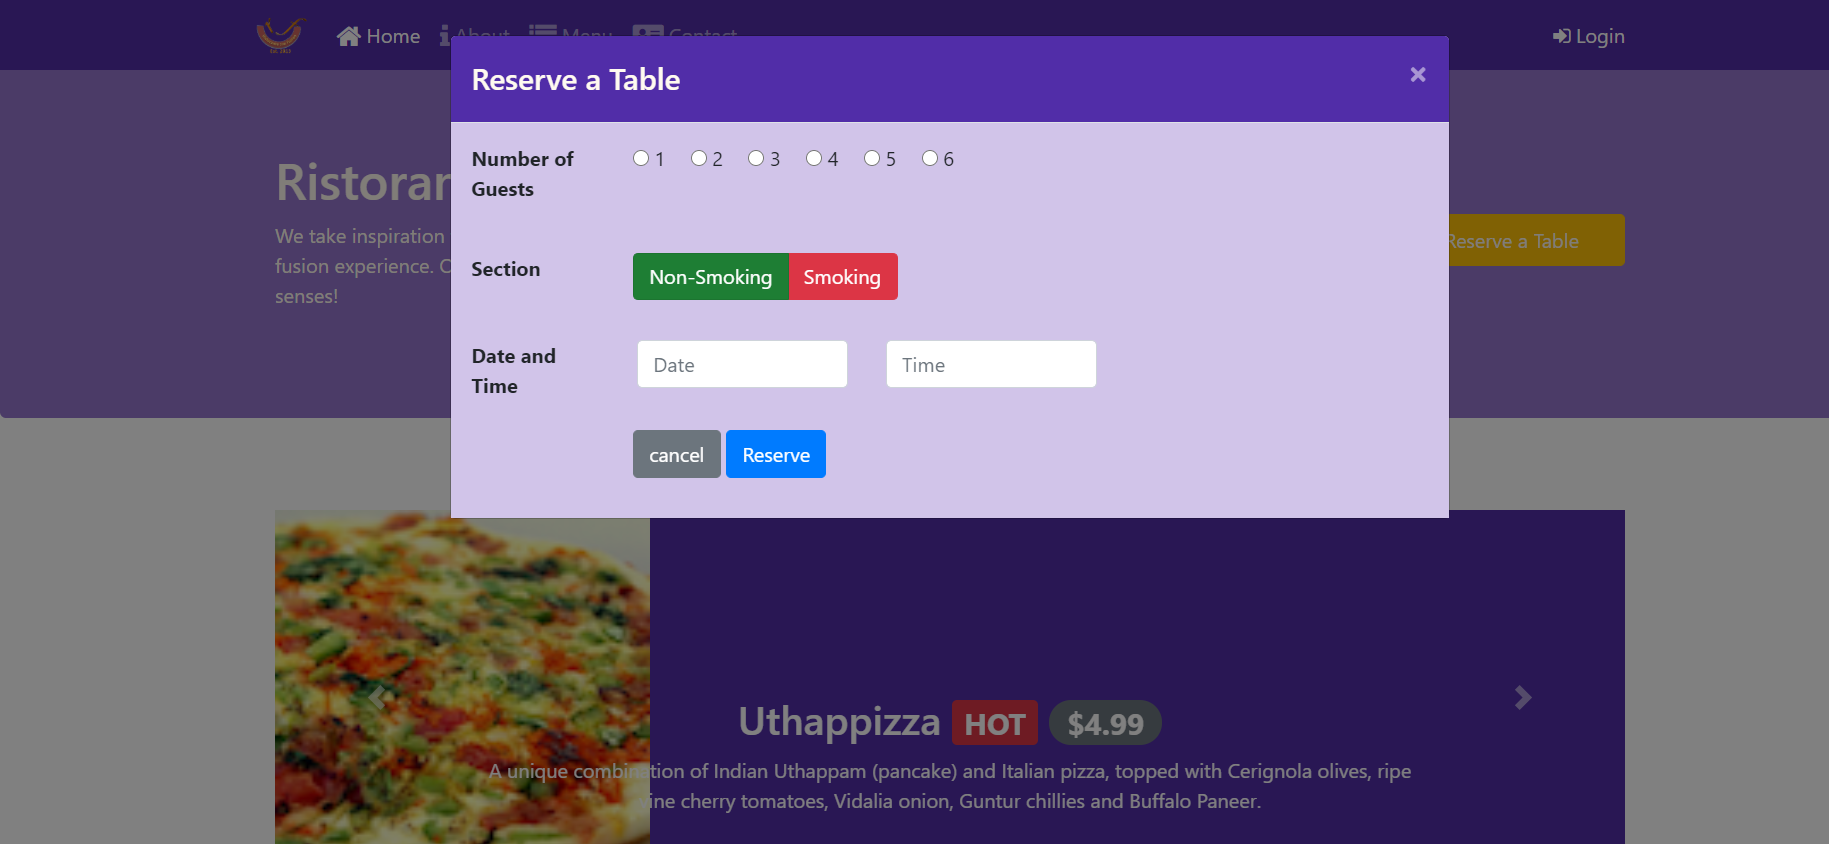 Home About Menu Contact Login
Reserve a Table ×
Number of Guests
1 2 3 4 5 6
Section
Non-Smoking Smoking
Date and Time
Date Time
cancel Reserve
We take inspiration
fusion experience.
senses!
Reserve a Table
Uthappizza HOT $4.99
A unique combination of Indian Uthappam (pancake) and Italian pizza, topped with Cerignola olives, ripe
cherry tomatoes, Vidalia onion, Guntur chillies and Buffalo Paneer.